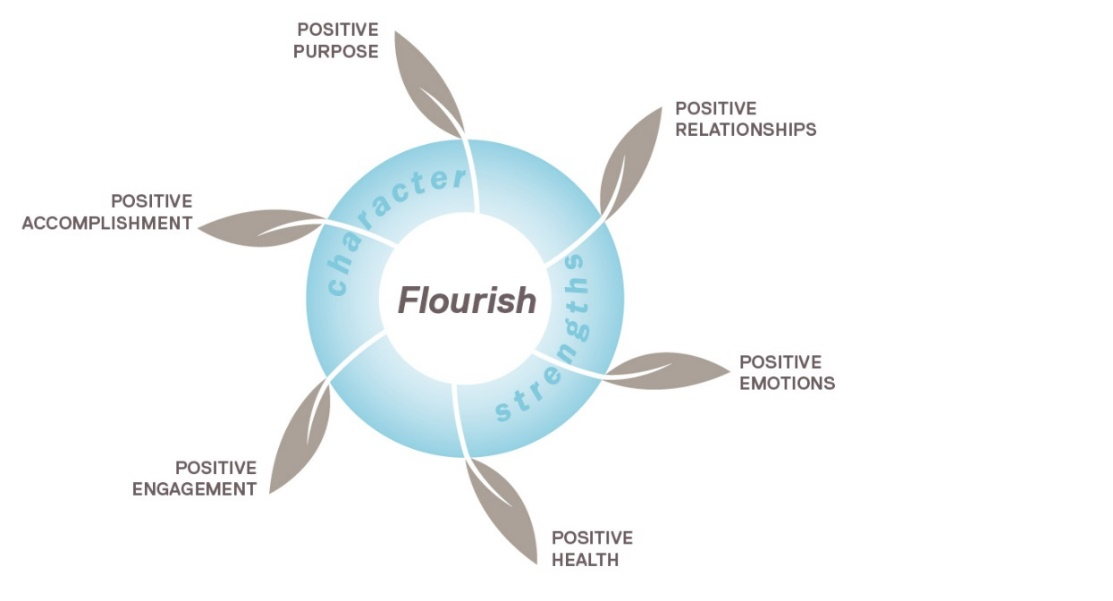 POSITIVE
PURPOSE
POSITIVE
RELATIONSHIPS
character
POSITIVE
ACCOMPLISHMENT
Flourish
strengths
POSITIVE
EMOTIONS
POSITIVE
ENGAGEMENT
POSITIVE
HEALTH